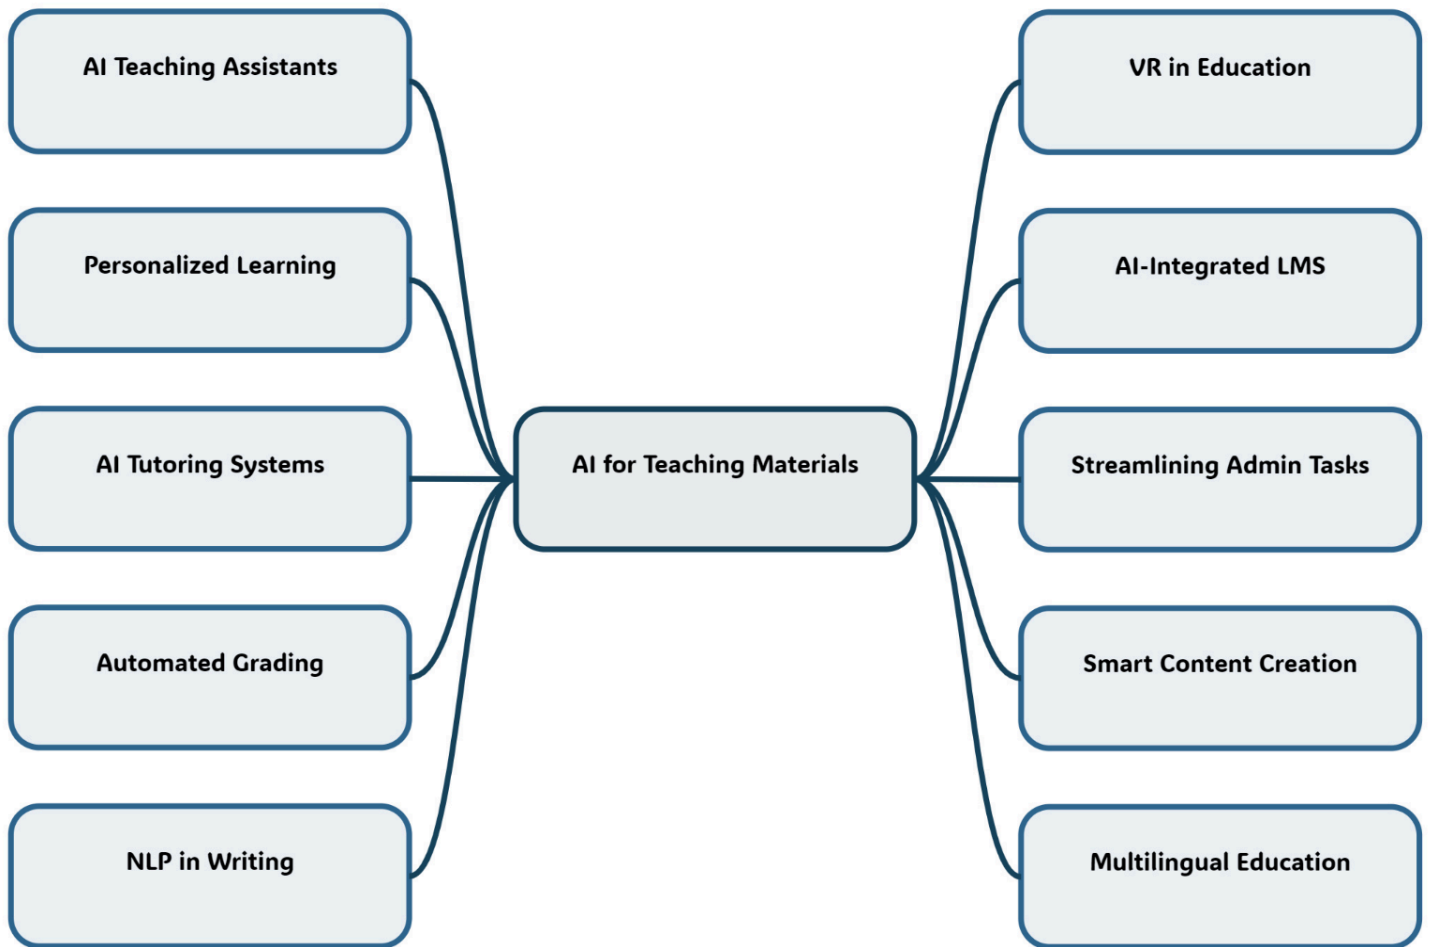 AI Teaching Assistants
Personalized Learning
AI Tutoring Systems
Automated Grading
NLP in Writing
AI for Teaching Materials
VR in Education
AI-Integrated LMS
Streamlining Admin Tasks
Smart Content Creation
Multilingual Education